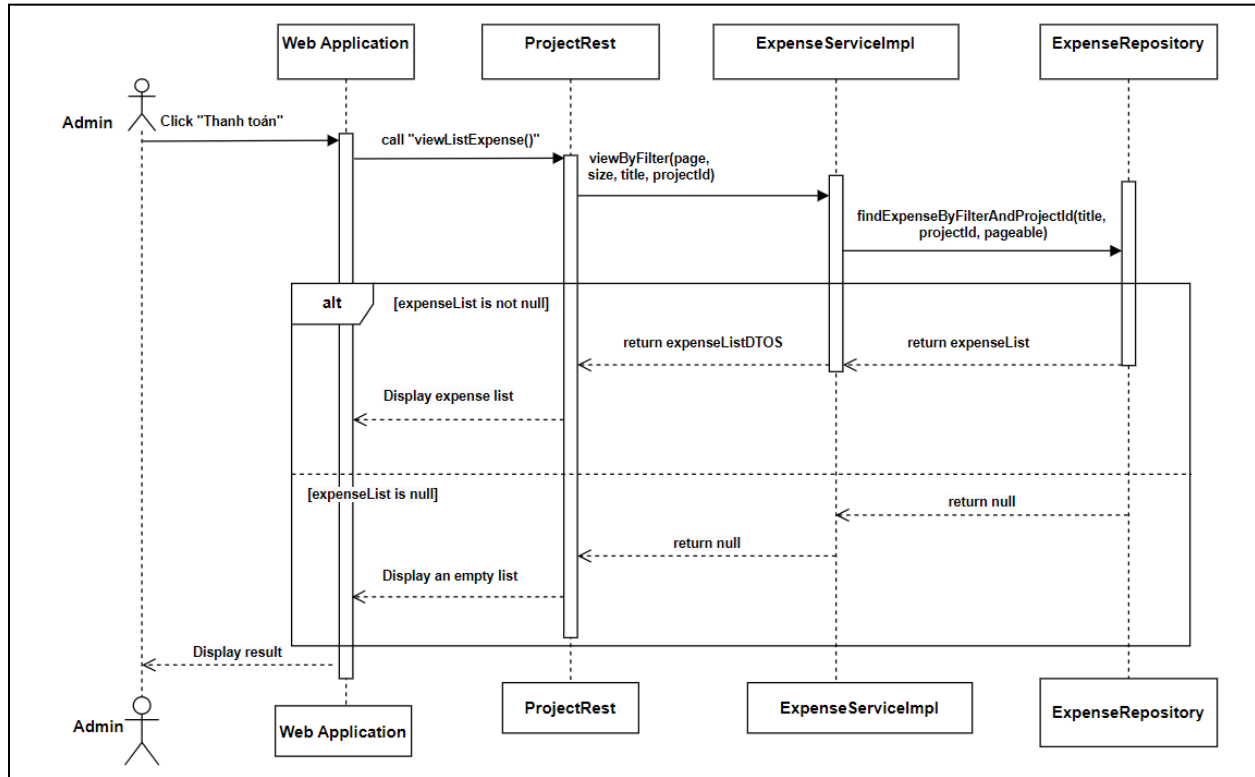 Web Application
ProjectRest
ExpenseServiceImpl
ExpenseRepository
Admin
Click "Thanh toán"
call "viewListExpense()"
viewByFilter(page,
size, title, projectId)
findExpenseByFilterAndProjectId(title,
projectId, pageable)
alt
[expenseList is not null]
return expenseListDTOS
return expenseList
Display expense list
[expenseList is null]
return null
return null
Display an empty list
Display result
Admin
Web Application
ProjectRest
ExpenseServiceImpl
ExpenseRepository